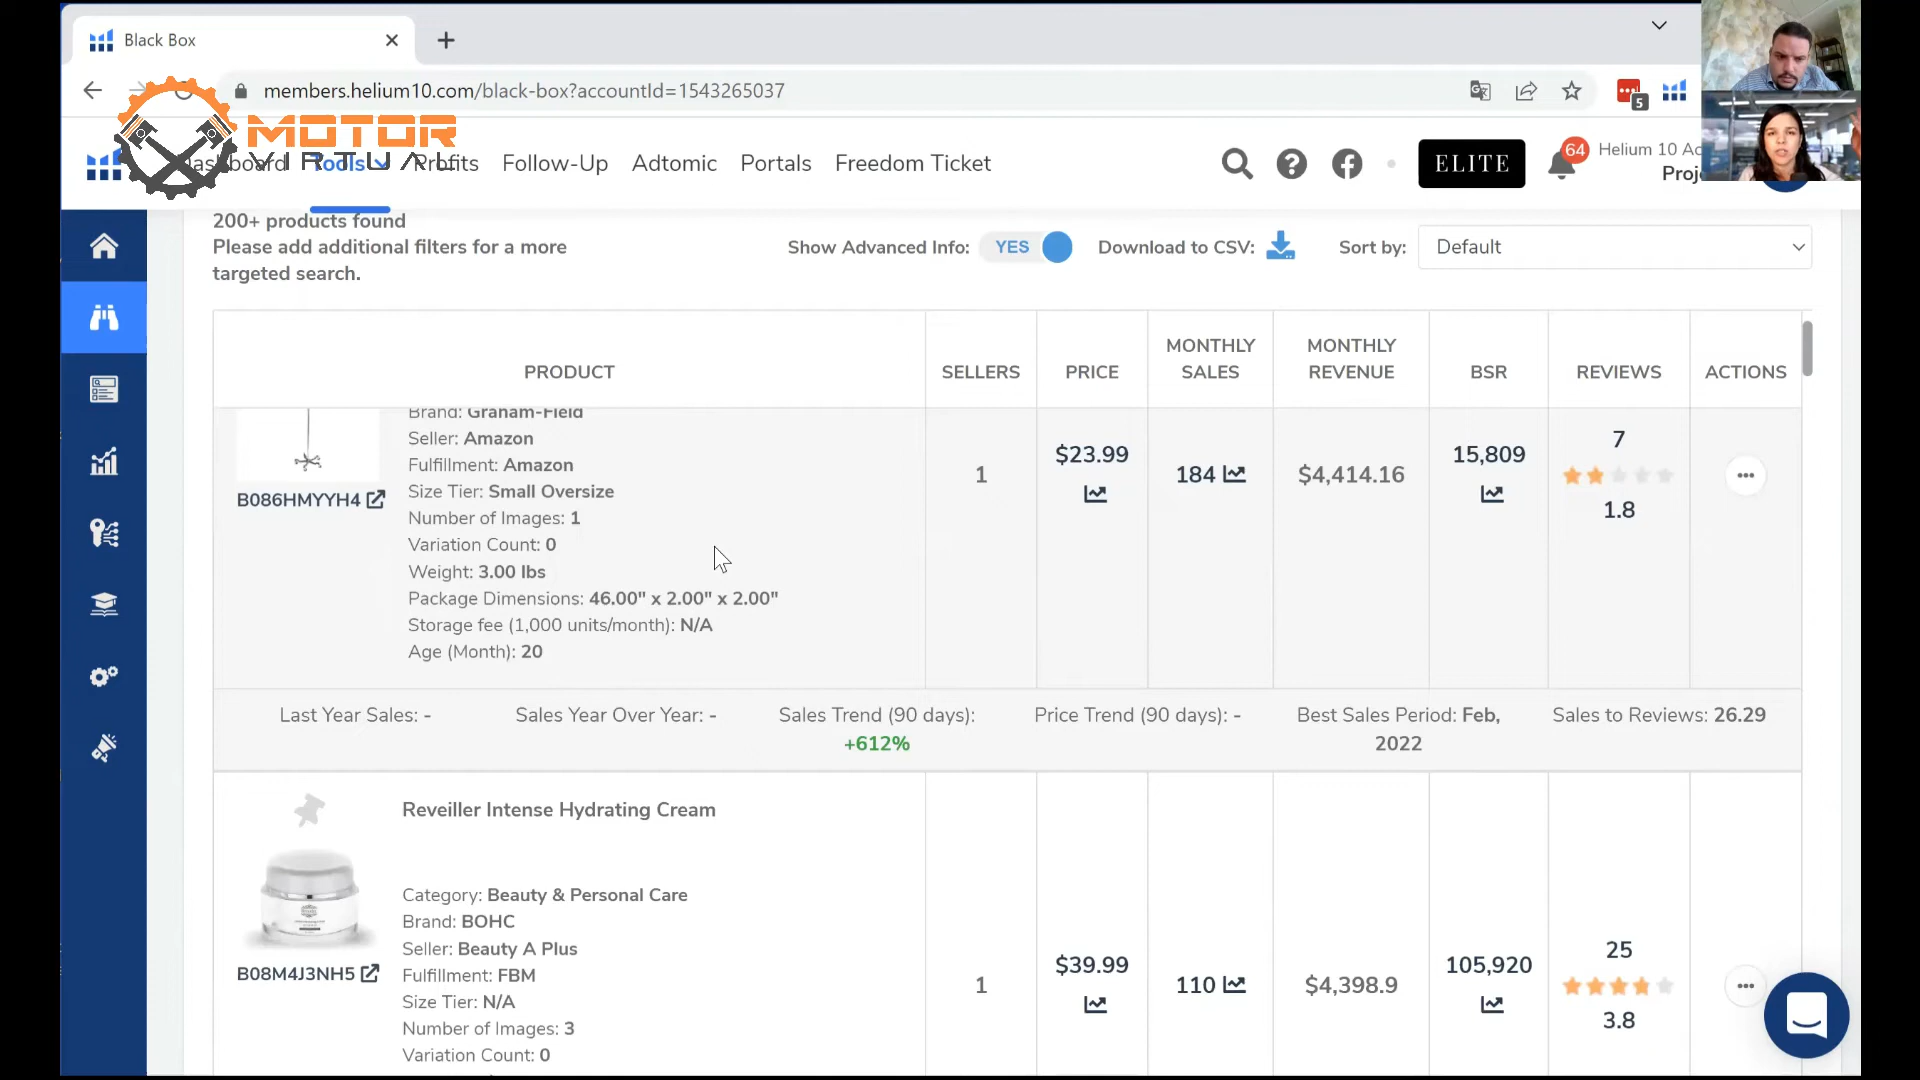 Black Box
members.helium10.com/black-box?accountId=1543265037
5
MOTOR
VIRTUAL
Tools
Profits
Follow-Up
Adtomic
Portals
Freedom Ticket
ELITE
64
Helium 10 Ac
Proje
200+ products found
Please add additional filters for a more
targeted search.
Show Advanced Info: YES
Download to CSV:
Sort by: Default
PRODUCT
SELLERS
PRICE
MONTHLY
SALES
MONTHLY
REVENUE
BSR
REVIEWS
ACTIONS
B086HMYYH4
Brand: Graham-Field
Seller: Amazon
Fulfillment: Amazon
Size Tier: Small Oversize
Number of Images: 1
Variation Count: 0
Weight: 3.00 lbs
Package Dimensions: 46.00" x 2.00" x 2.00"
Storage fee (1,000 units/month): N/A
Age (Month): 20
1
$23.99
184
$4,414.16
15,809
7
1.8
Last Year Sales: -
Sales Year Over Year: -
Sales Trend (90 days):
+612%
Price Trend (90 days): -
Best Sales Period: Feb,
2022
Sales to Reviews: 26.29
Reveiller Intense Hydrating Cream
B08M4J3NH5
Category: Beauty & Personal Care
Brand: BOHC
Seller: Beauty A Plus
Fulfillment: FBM
Size Tier: N/A
Number of Images: 3
Variation Count: 0
1
$39.99
110
$4,398.9
105,920
25
3.8